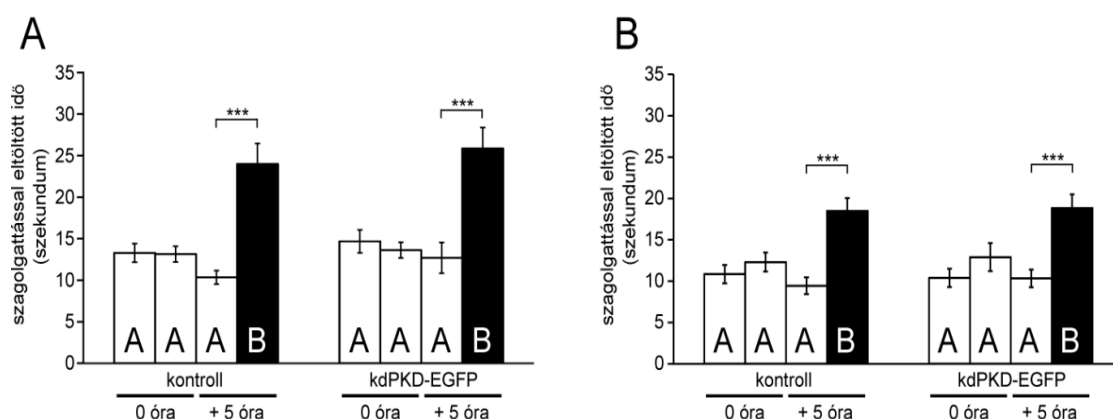 A
szagolgattással eltöltött idő
(szekundum)
35
30
25
20
15
10
5
0
***
***
A A A B
A A A B
kontroll kdPKD-EGFP
0 óra + 5 óra 0 óra + 5 óra
B
szagolgattással eltöltött idő
(szekundum)
35
30
25
20
15
10
5
0
***
***
A A A B
A A A B
kontroll kdPKD-EGFP
0 óra + 5 óra 0 óra + 5 óra